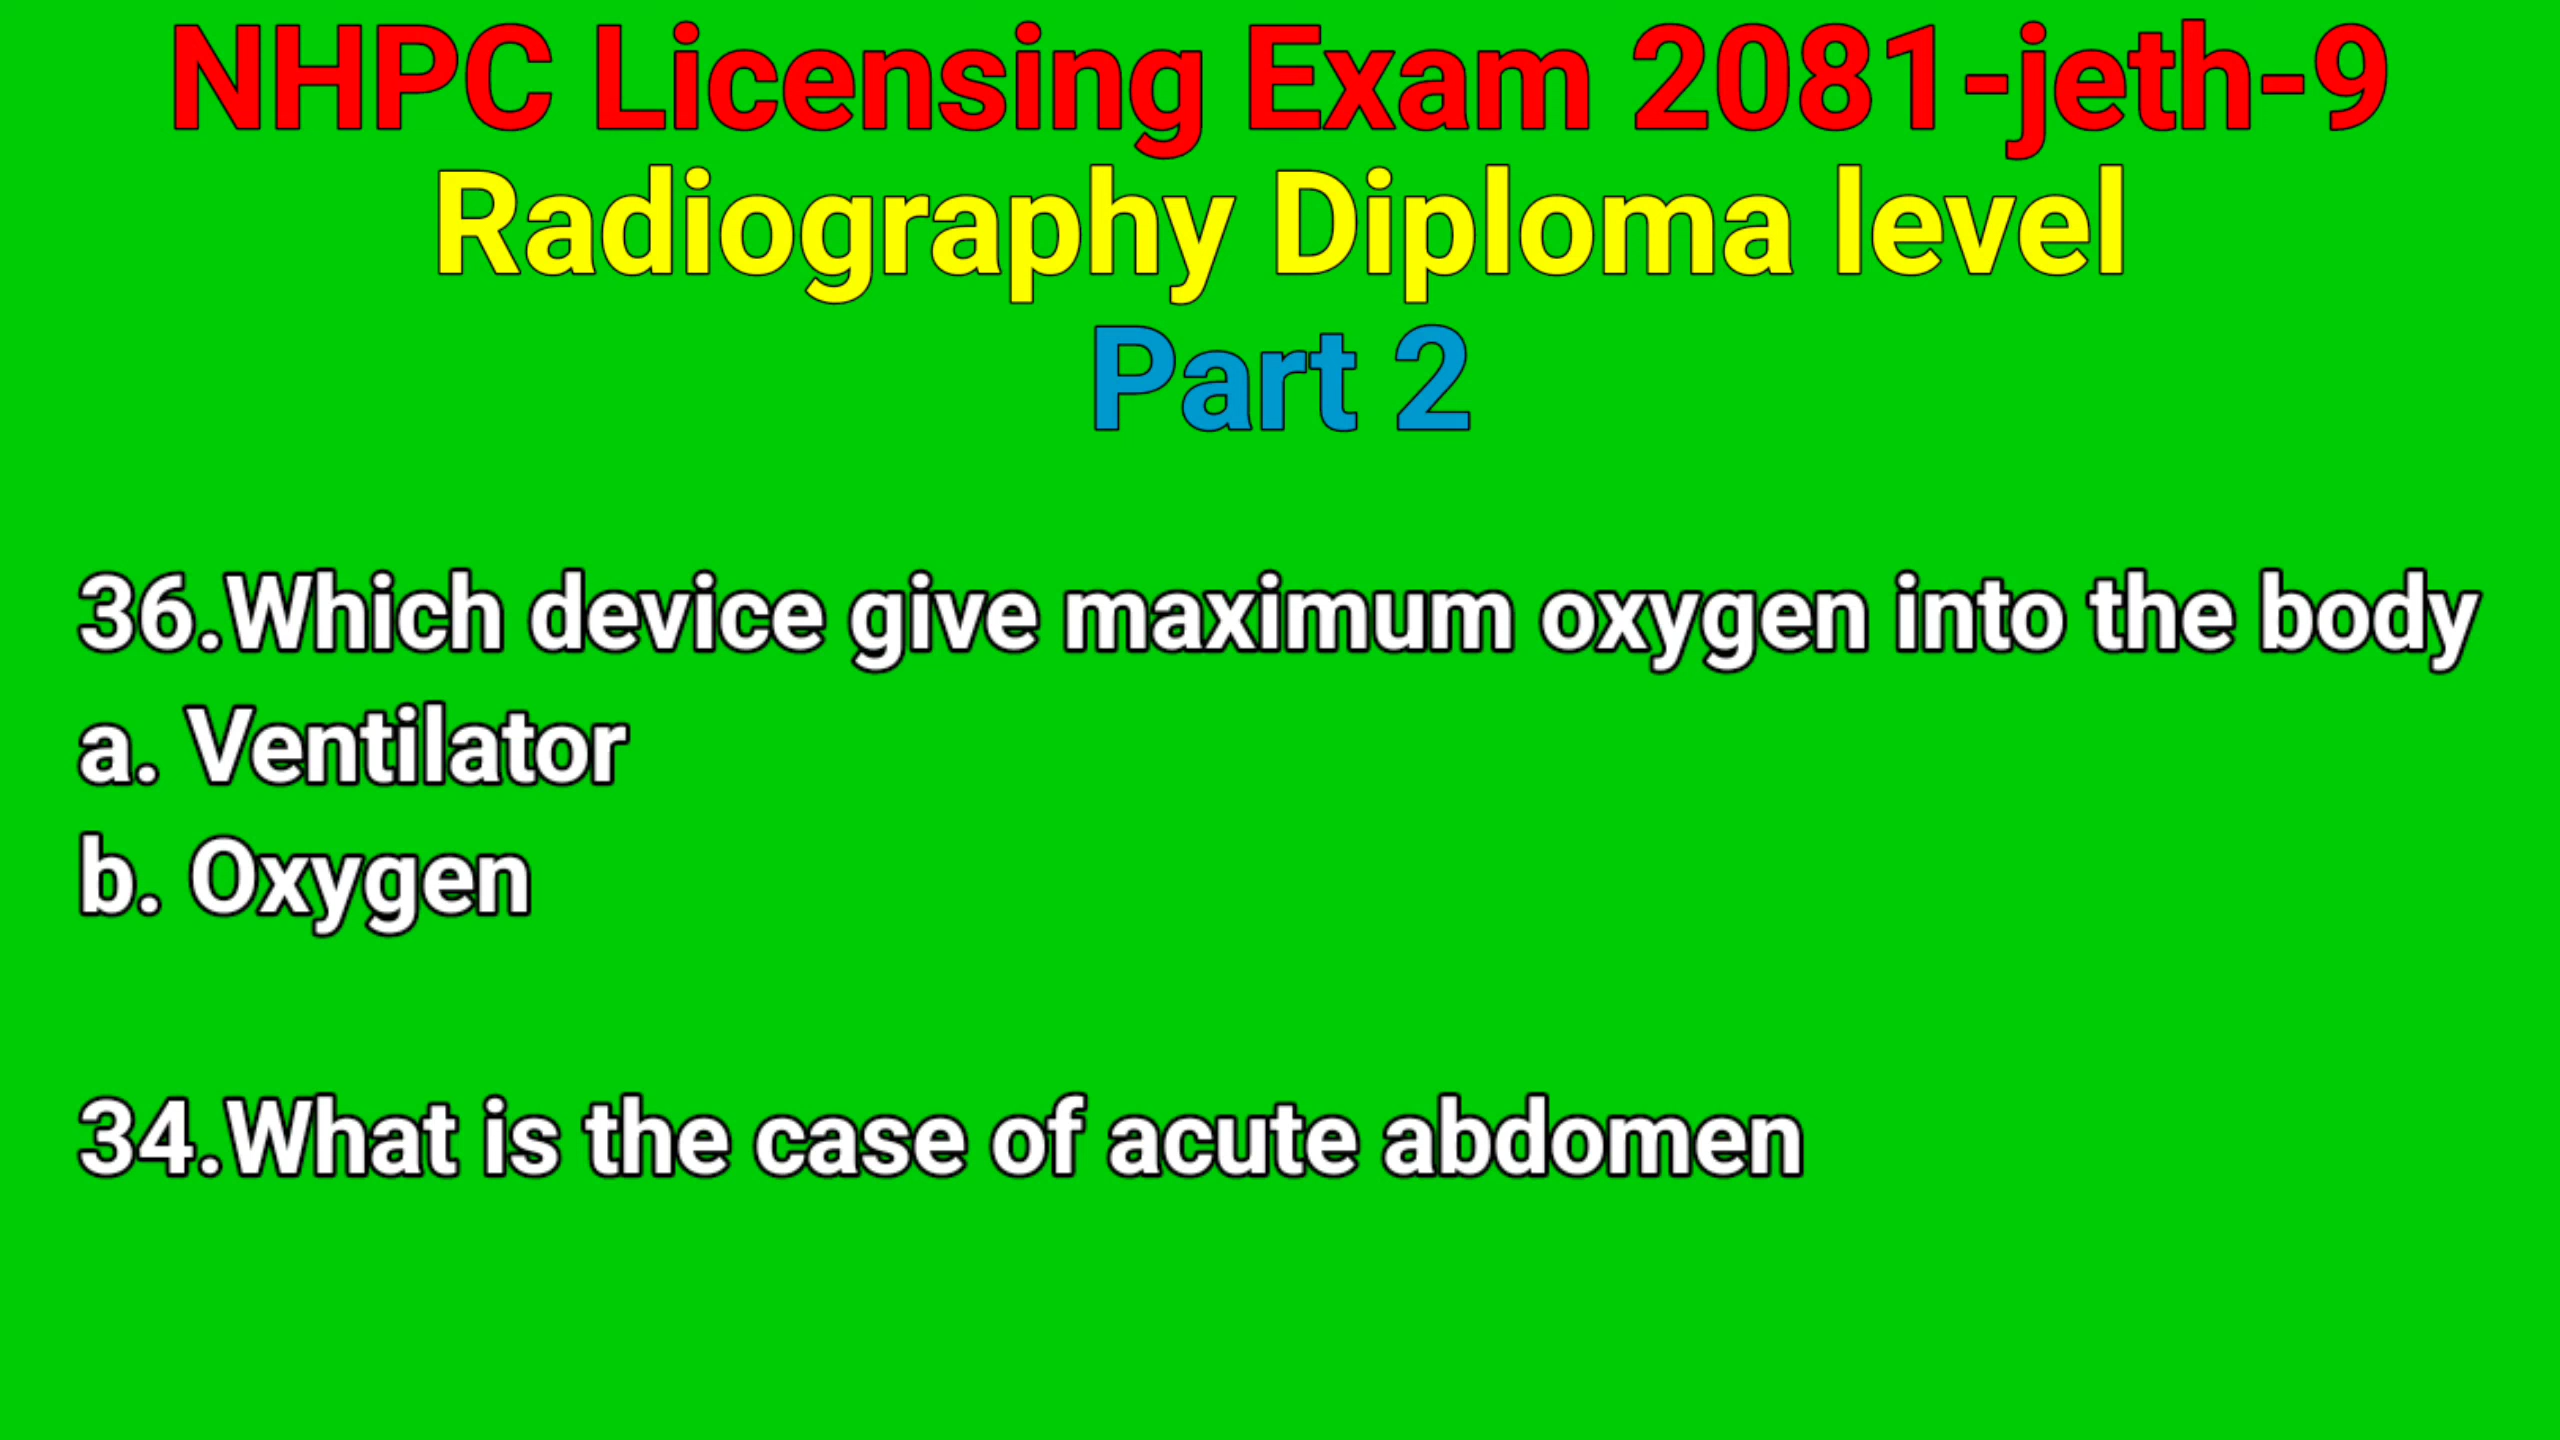 NHPC Licensing Exam 2081-jeth-9
Radiography Diploma level
Part 2
36.Which device give maximum oxygen into the body
a. Ventilator
b. Oxygen
34.What is the case of acute abdomen